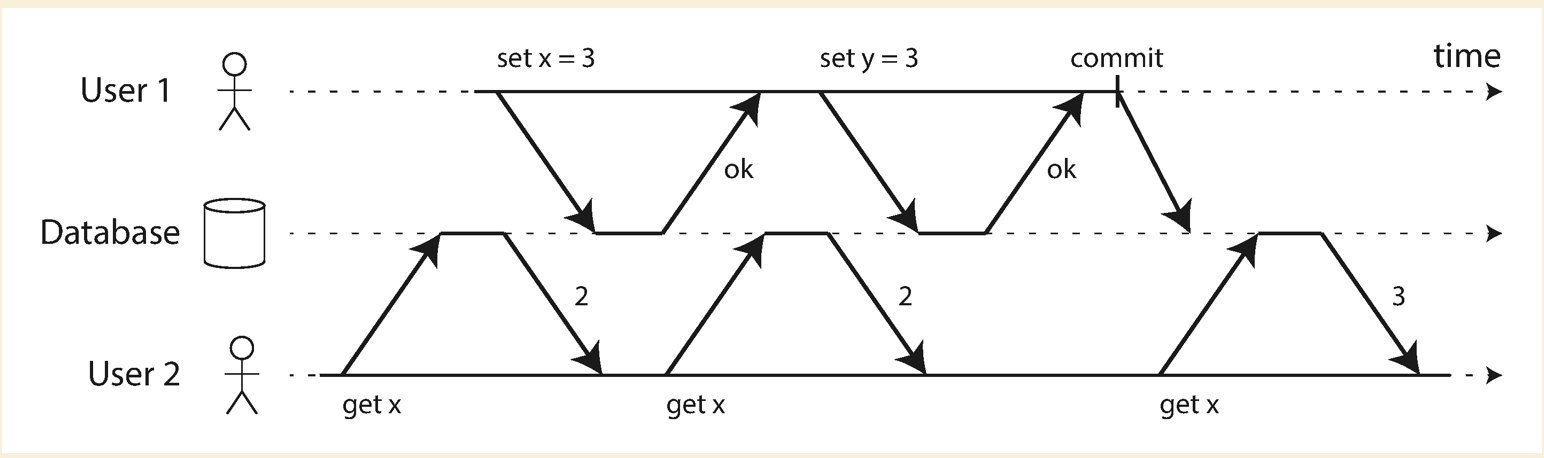 set x = 3
set y = 3
commit
time
User 1
ok
ok
Database
2
2
3
User 2
get x
get x
get x